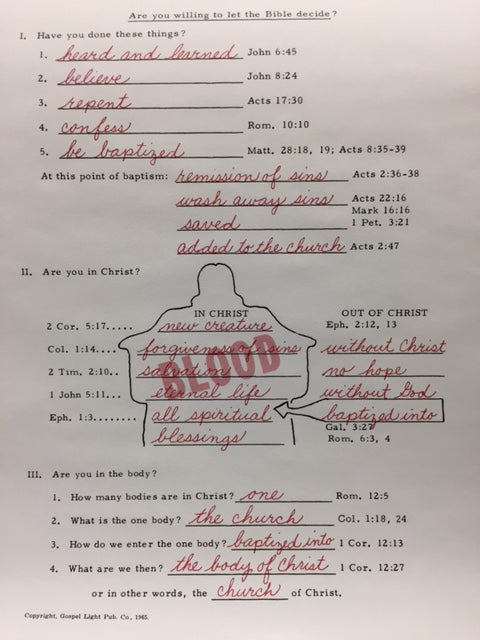 Are you willing to let the Bible decide?
I. Have you done these things?
1. heard and learned John 6:45
2. believe John 8:24
3. repent Acts 17:30
4. confess Rom. 10:10
5. be baptized Matt. 28:18, 19; Acts 8:35-39
At this point of baptism: remission of sins Acts 2:36-38
wash away sins Acts 22:16
Mark 16:16
saved 1 Pet. 3:21
added to the church Acts 2:47
II. Are you in Christ?
IN CHRIST OUT OF CHRIST
2 Cor. 5:17..... new creature Eph. 2:12, 13
Col. 1:14.... forgiveness of sins without Christ
BLOOD
2 Tim. 2:10.. salvation no hope
1 John 5:11... eternal life without God
Eph. 1:3....... all spiritual baptized into
blessings Gal. 3:27
Rom. 6:3, 4
III. Are you in the body?
1. How many bodies are in Christ? one Rom. 12:5
2. What is the one body? the church Col. 1:18, 24
3. How do we enter the one body? baptized into 1 Cor. 12:13
4. What are we then? the body of Christ 1 Cor. 12:27
or in other words, the church of Christ.
Copyright, Gospel Light Pub. Co., 1965.